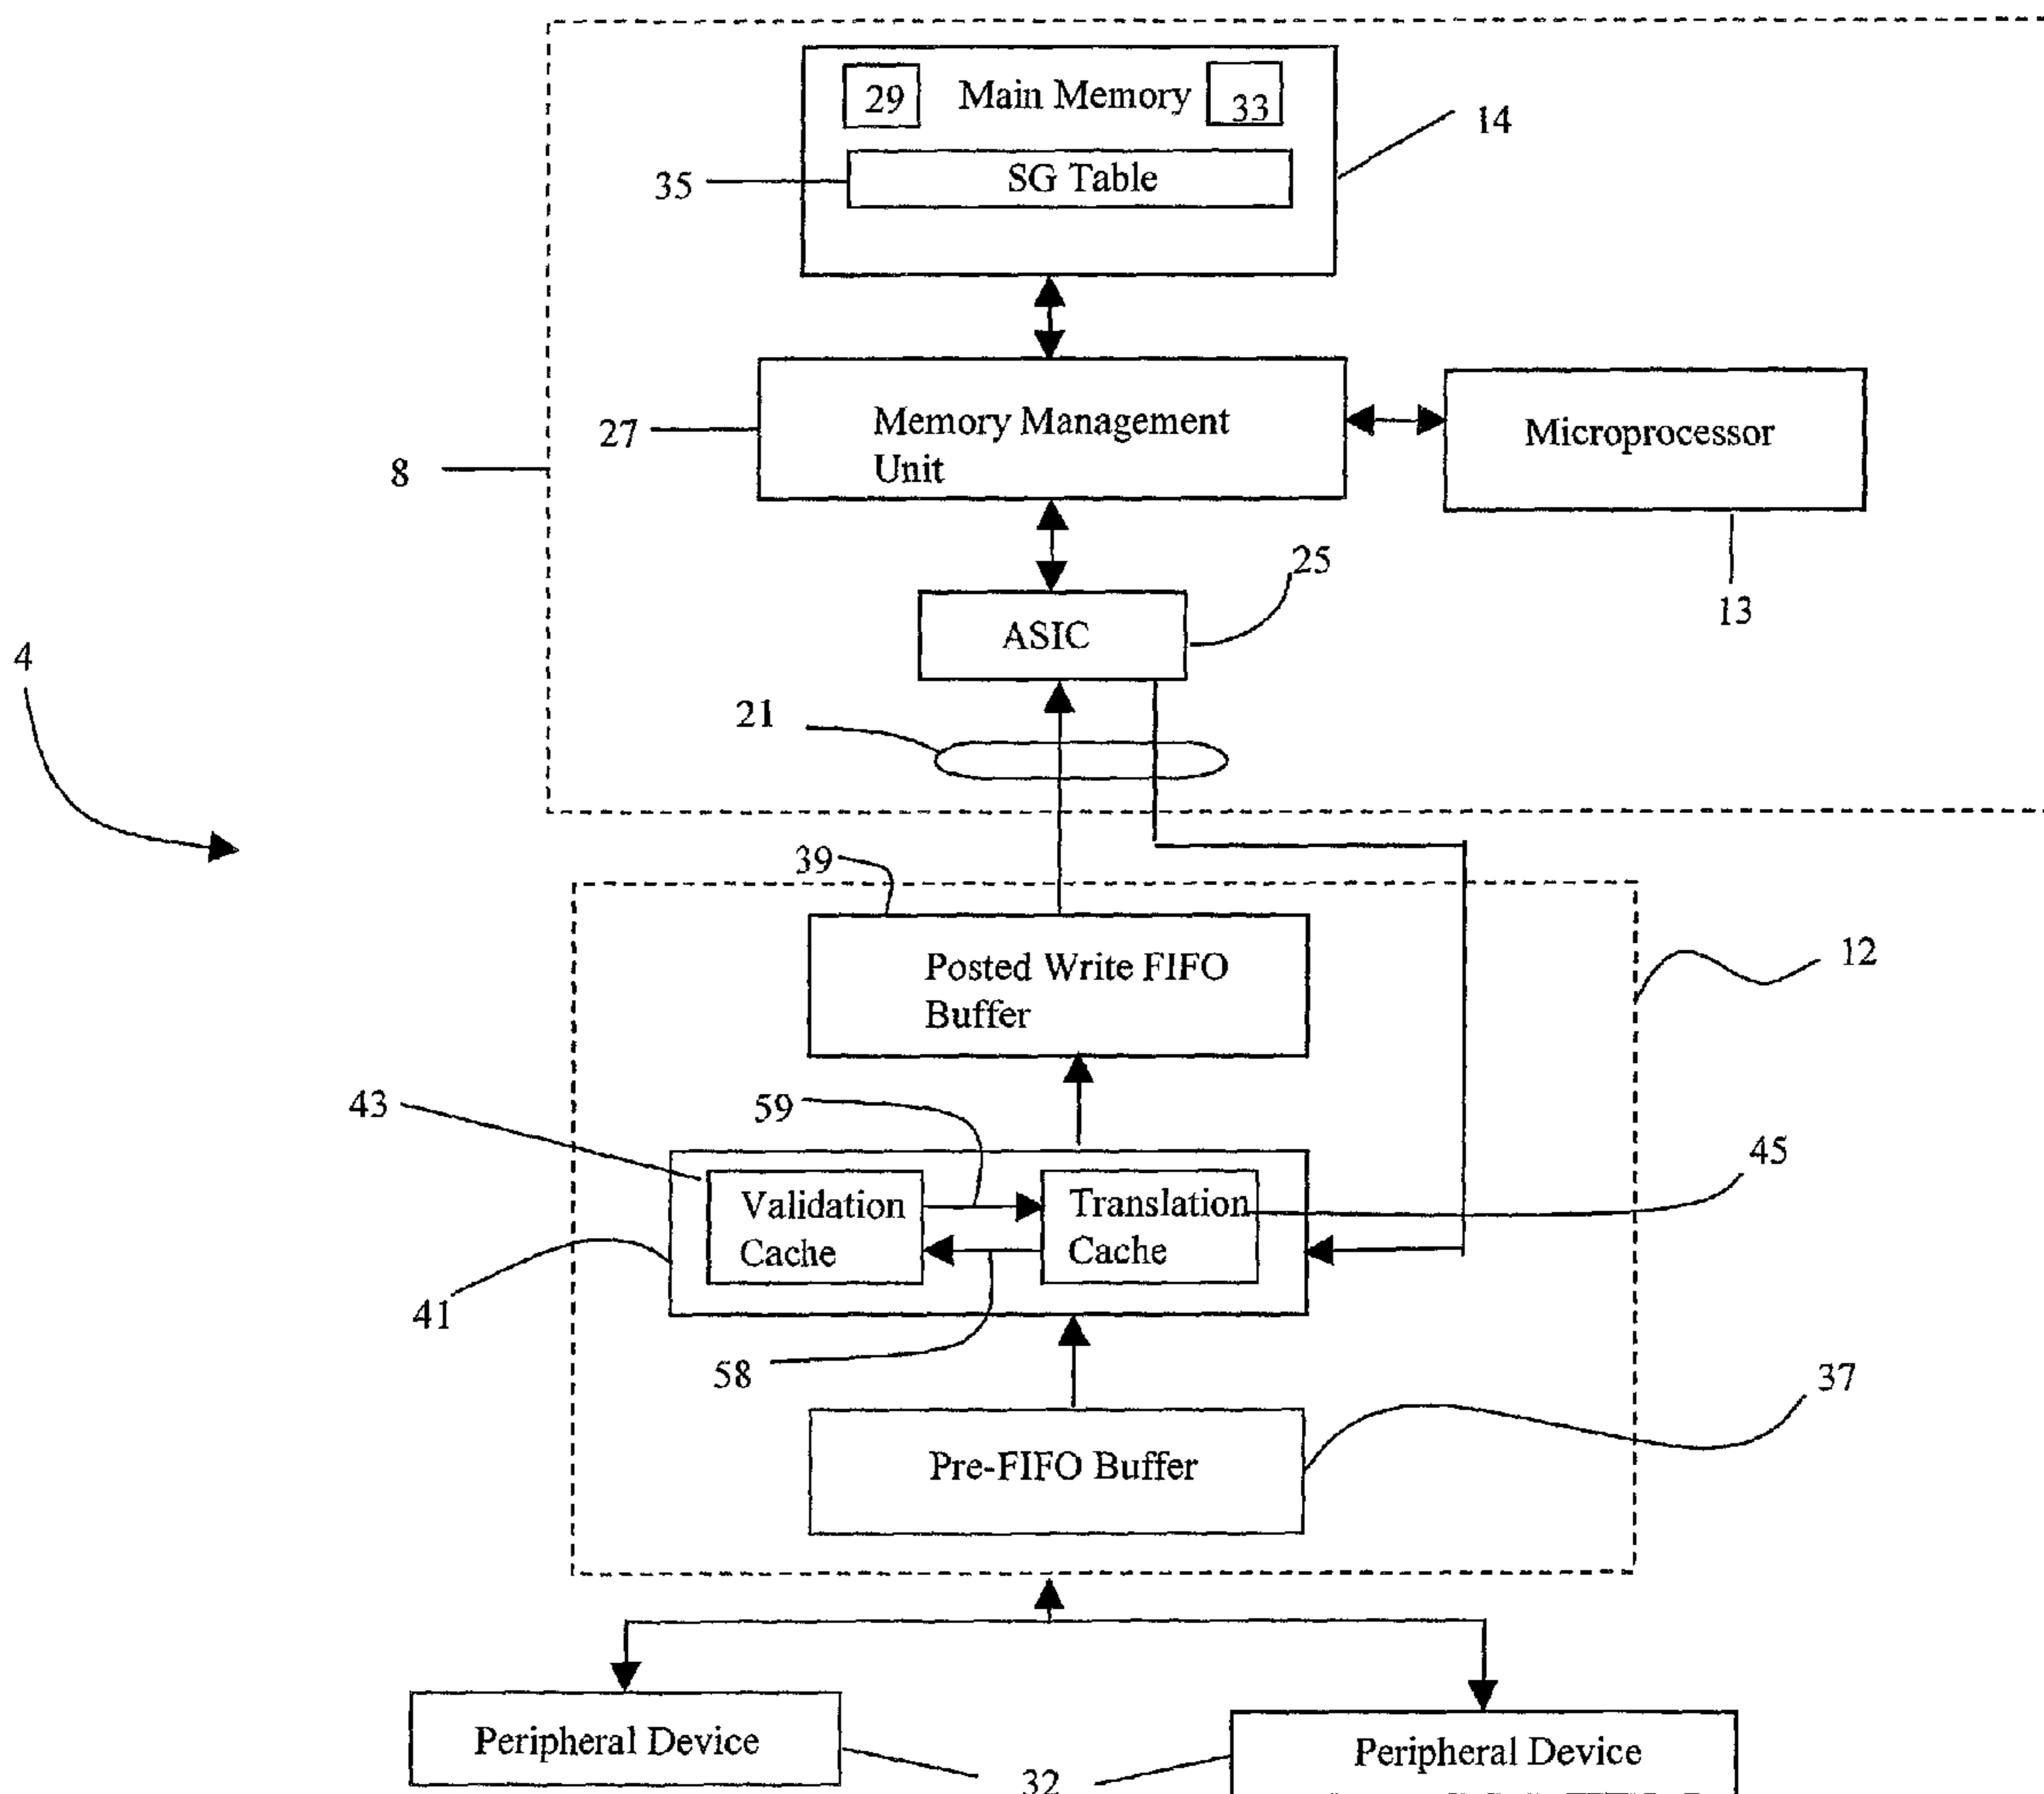 29
Main Memory
33
14
35
SG Table
27
Memory Management
Unit
Microprocessor
8
25
13
ASIC
4
21
39
12
Posted Write FIFO
Buffer
43
59
45
Validation
Cache
Translation
Cache
41
58
37
Pre-FIFO Buffer
Peripheral Device
Peripheral Device
32